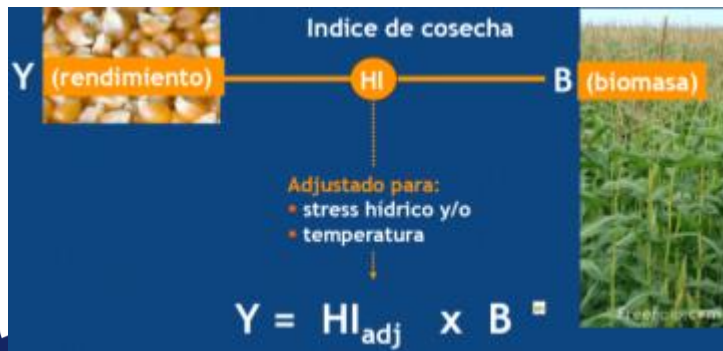 Indice de cosecha
Y (rendimiento) HI B (biomasa)
Adjustado para:
• stress hídrico y/o
• temperatura
Y = HIadj x B